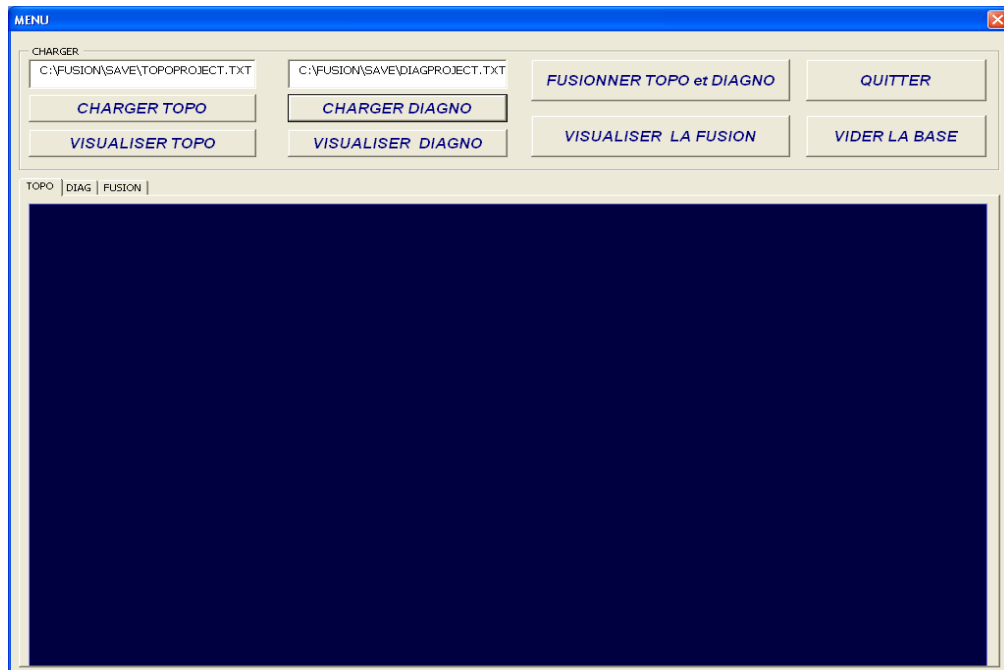 MENU
CHARGER
C:\FUSION\SAVE\TOPOPROJECT.TXT
C:\FUSION\SAVE\DIAGPROJECT.TXT
FUSIONNER TOPO et DIAGNO
QUITTER
CHARGER TOPO
CHARGER DIAGNO
VISUALISER TOPO
VISUALISER DIAGNO
VISUALISER LA FUSION
VIDER LA BASE
TOPO
DIAG
FUSION